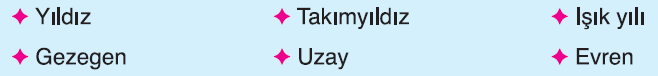 ✦ Yıldız ✦ Takımyıldız ✦ Işık yılı
✦ Gezegen ✦ Uzay ✦ Evren